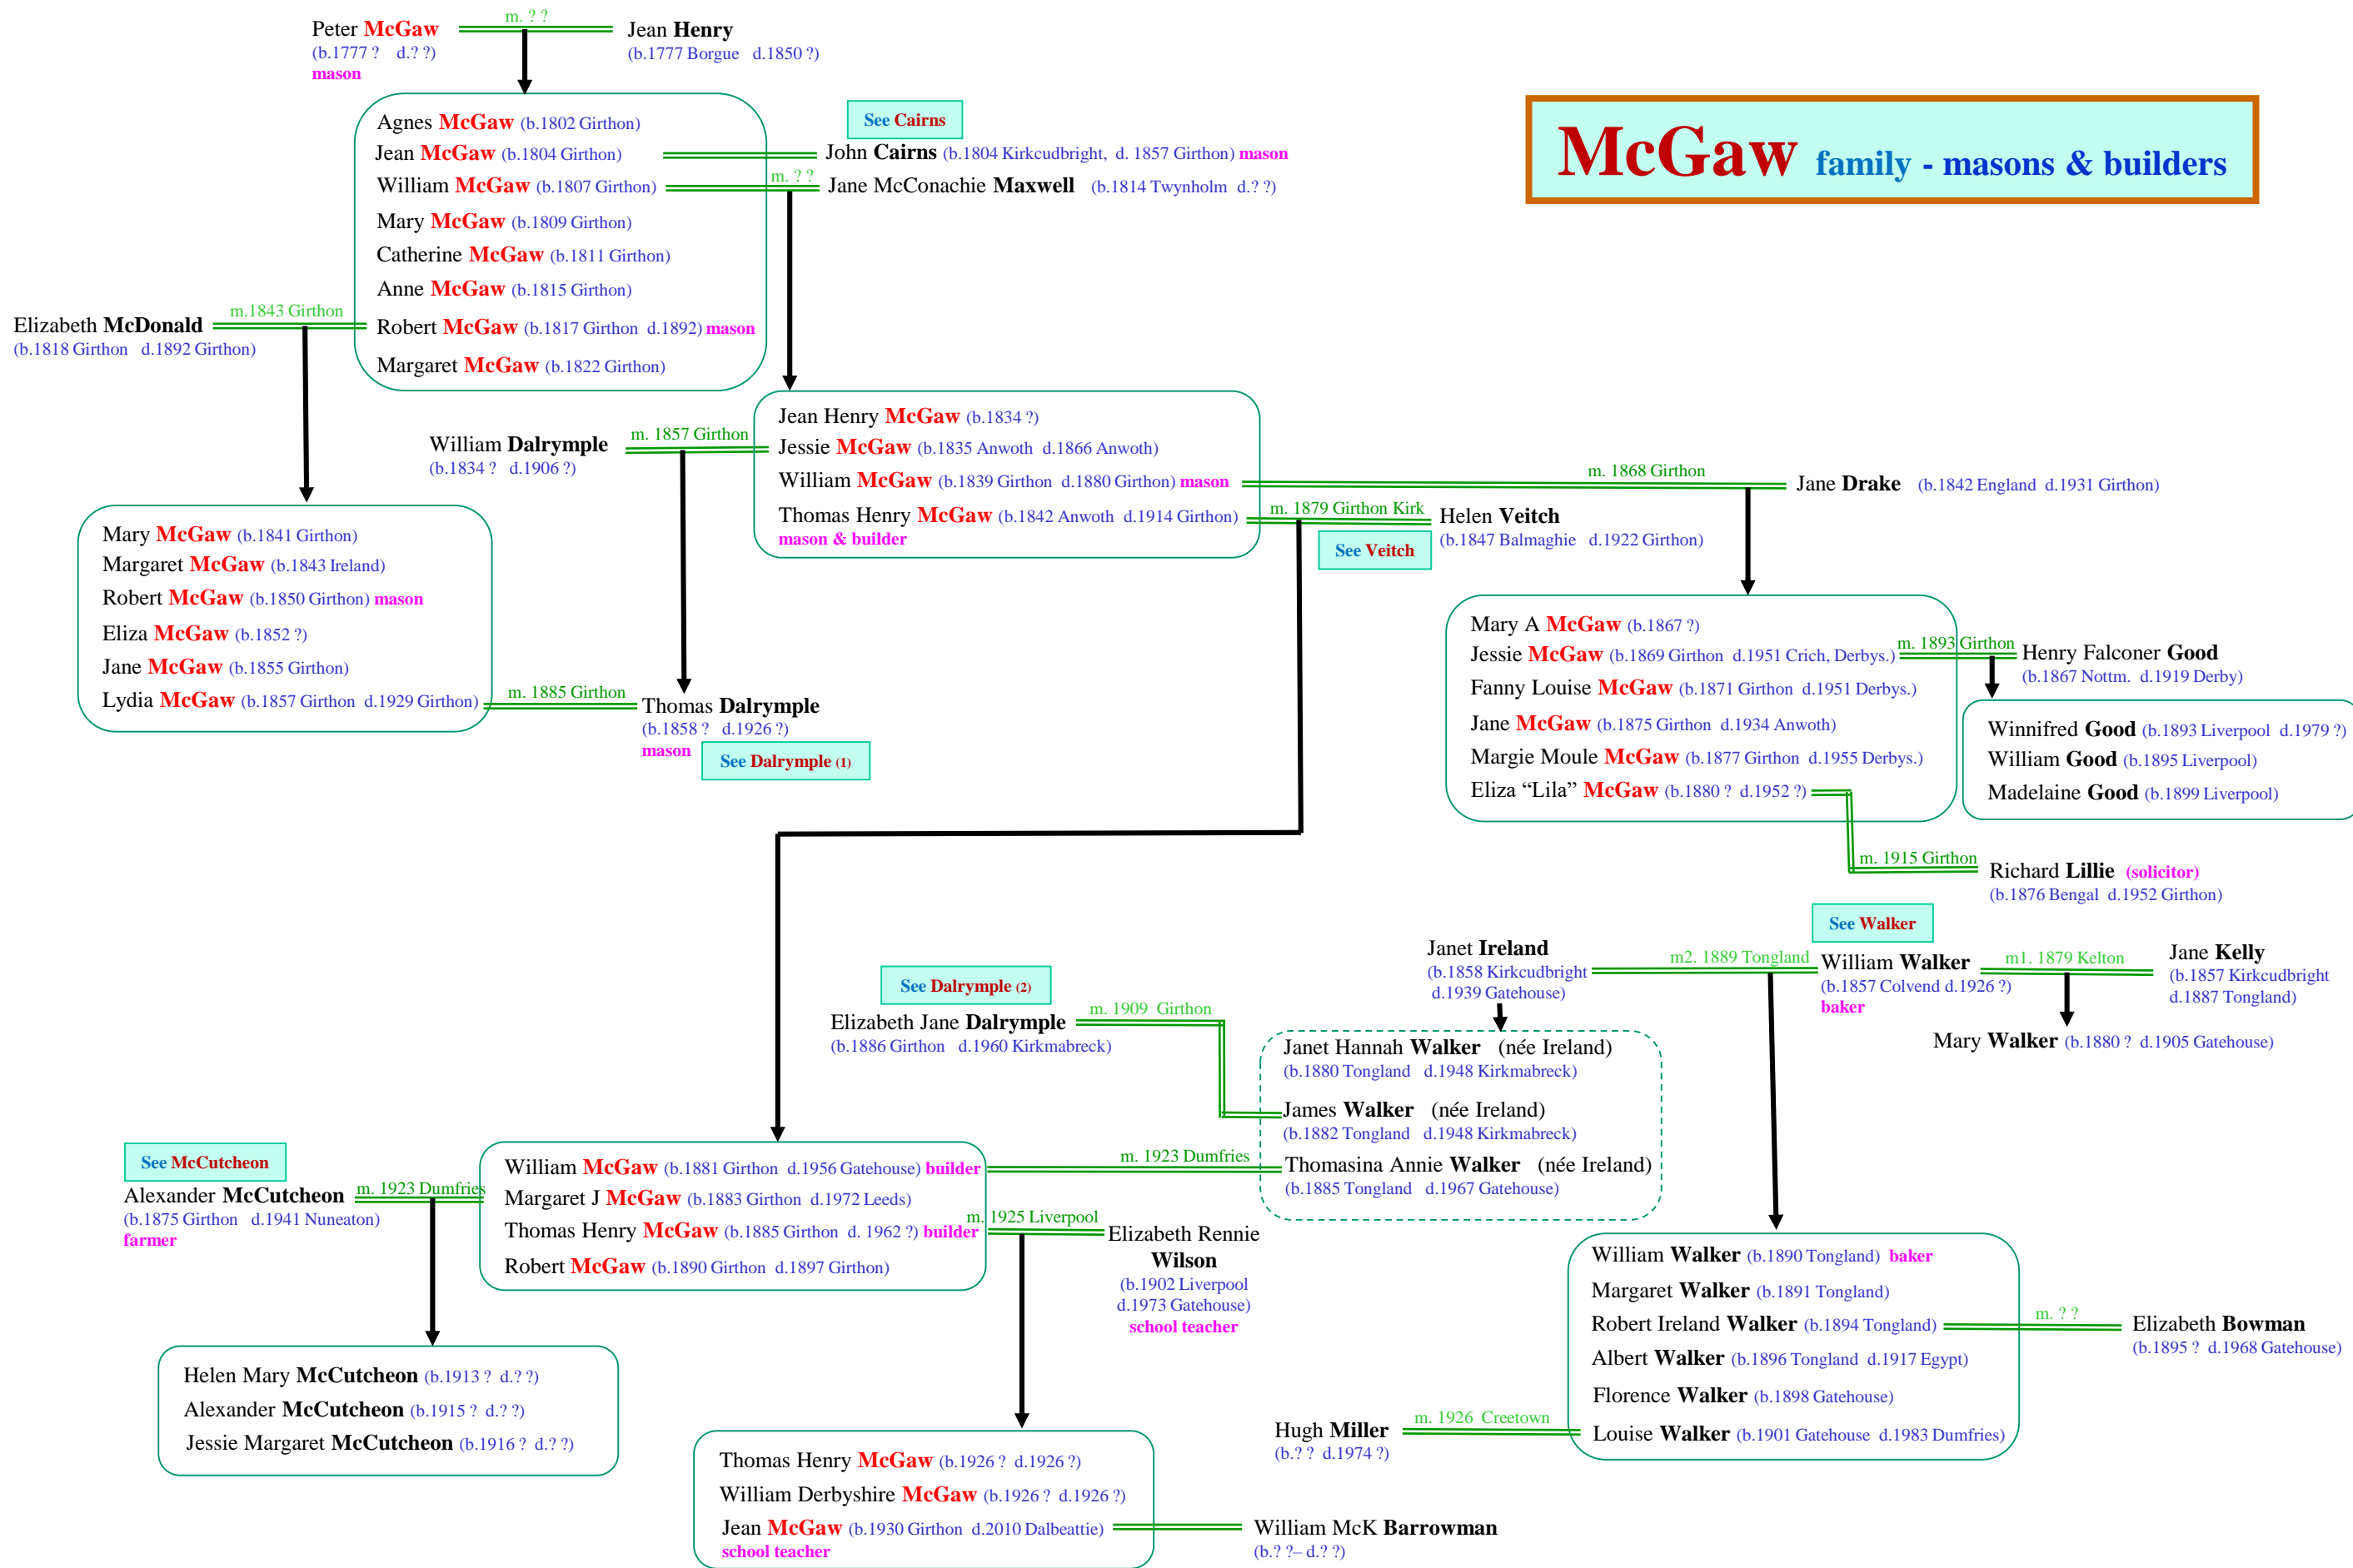 m. ? ?
Peter McGaw
(b.1777 ? d.? ?)
mason
Jean Henry
(b.1777 Borgue d.1850 ?)
McGaw family - masons & builders
Agnes McGaw (b.1802 Girthon)
Jean McGaw (b.1804 Girthon)
William McGaw (b.1807 Girthon)
Mary McGaw (b.1809 Girthon)
Catherine McGaw (b.1811 Girthon)
Anne McGaw (b.1815 Girthon)
Robert McGaw (b.1817 Girthon d.1892) mason
Margaret McGaw (b.1822 Girthon)
See Cairns
John Cairns (b.1804 Kirkcudbright, d. 1857 Girthon) mason
m. ? ?
Jane McConachie Maxwell (b.1814 Twynholm d.? ?)
m.1843 Girthon
Elizabeth McDonald
(b.1818 Girthon d.1892 Girthon)
Jean Henry McGaw (b.1834 ?)
Jessie McGaw (b.1835 Anwoth d.1866 Anwoth)
William McGaw (b.1839 Girthon d.1880 Girthon) mason
Thomas Henry McGaw (b.1842 Anwoth d.1914 Girthon)
mason & builder
m. 1857 Girthon
William Dalrymple
(b.1834 ? d.1906 ?)
m. 1868 Girthon
Jane Drake (b.1842 England d.1931 Girthon)
m. 1879 Girthon Kirk
Helen Veitch
(b.1847 Balmaghie d.1922 Girthon)
See Veitch
Mary McGaw (b.1841 Girthon)
Margaret McGaw (b.1843 Ireland)
Robert McGaw (b.1850 Girthon) mason
Eliza McGaw (b.1852 ?)
Jane McGaw (b.1855 Girthon)
Lydia McGaw (b.1857 Girthon d.1929 Girthon)
m. 1885 Girthon
Thomas Dalrymple
(b.1858 ? d.1926 ?)
mason
See Dalrymple (1)
Mary A McGaw (b.1867 ?)
Jessie McGaw (b.1869 Girthon d.1951 Crich, Derbys.)
Fanny Louise McGaw (b.1871 Girthon d.1951 Derbys.)
Jane McGaw (b.1875 Girthon d.1934 Anwoth)
Margie Moule McGaw (b.1877 Girthon d.1955 Derbys.)
Eliza “Lila” McGaw (b.1880 ? d.1952 ?)
m. 1893 Girthon
Henry Falconer Good
(b.1867 Nottm. d.1919 Derby)
Winnifred Good (b.1893 Liverpool d.1979 ?)
William Good (b.1895 Liverpool)
Madelaine Good (b.1899 Liverpool)
m. 1915 Girthon
Richard Lillie (solicitor)
(b.1876 Bengal d.1952 Girthon)
See Walker
Janet Ireland
(b.1858 Kirkcudbright
d.1939 Gatehouse)
m2. 1889 Tongland
William Walker
(b.1857 Colvend d.1926 ?)
baker
m1. 1879 Kelton
Jane Kelly
(b.1857 Kirkcudbright
d.1887 Tongland)
Mary Walker (b.1880 ? d.1905 Gatehouse)
See Dalrymple (2)
Elizabeth Jane Dalrymple
(b.1886 Girthon d.1960 Kirkmabreck)
m. 1909 Girthon
Janet Hannah Walker (née Ireland)
(b.1880 Tongland d.1948 Kirkmabreck)
James Walker (née Ireland)
(b.1882 Tongland d.1948 Kirkmabreck)
Thomasina Annie Walker (née Ireland)
(b.1885 Tongland d.1967 Gatehouse)
m. 1923 Dumfries
See McCutcheon
Alexander McCutcheon
(b.1875 Girthon d.1941 Nuneaton)
farmer
m. 1923 Dumfries
William McGaw (b.1881 Girthon d.1956 Gatehouse) builder
Margaret J McGaw (b.1883 Girthon d.1972 Leeds)
Thomas Henry McGaw (b.1885 Girthon d. 1962 ?) builder
Robert McGaw (b.1890 Girthon d.1897 Girthon)
m. 1925 Liverpool
Elizabeth Rennie
Wilson
(b.1902 Liverpool
d.1973 Gatehouse)
school teacher
William Walker (b.1890 Tongland) baker
Margaret Walker (b.1891 Tongland)
Robert Ireland Walker (b.1894 Tongland)
Albert Walker (b.1896 Tongland d.1917 Egypt)
Florence Walker (b.1898 Gatehouse)
Louise Walker (b.1901 Gatehouse d.1983 Dumfries)
m. ? ?
Elizabeth Bowman
(b.1895 ? d.1968 Gatehouse)
m. 1926 Creetown
Hugh Miller
(b.? ? d.1974 ?)
Helen Mary McCutcheon (b.1913 ? d.? ?)
Alexander McCutcheon (b.1915 ? d.? ?)
Jessie Margaret McCutcheon (b.1916 ? d.? ?)
Thomas Henry McGaw (b.1926 ? d.1926 ?)
William Derbyshire McGaw (b.1926 ? d.1926 ?)
Jean McGaw (b.1930 Girthon d.2010 Dalbeattie)
school teacher
William McK Barrowman
(b.? ?– d.? ?)